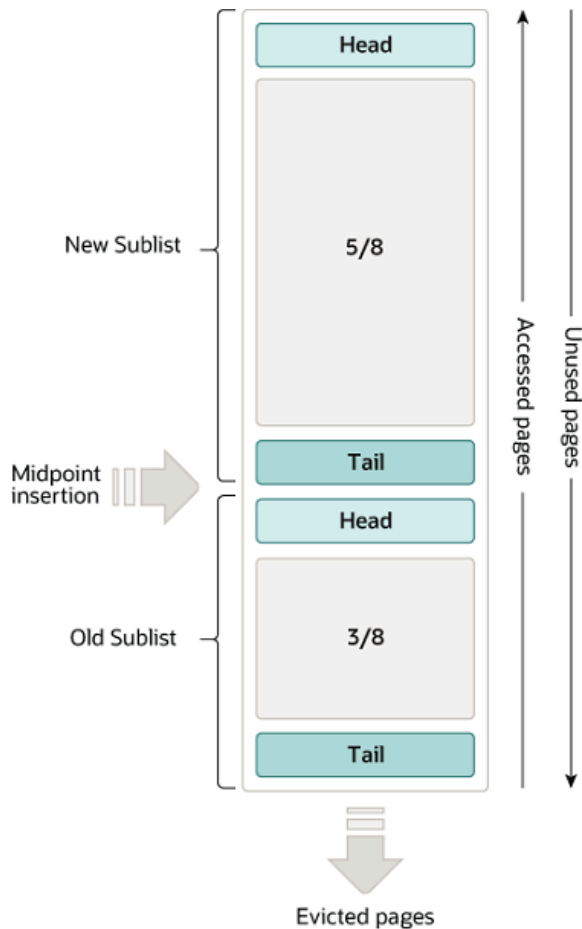 Head
New Sublist
5/8
Accessed pages
Unused pages
Tail
Midpoint
insertion
Head
Old Sublist
3/8
Tail
Evicted pages